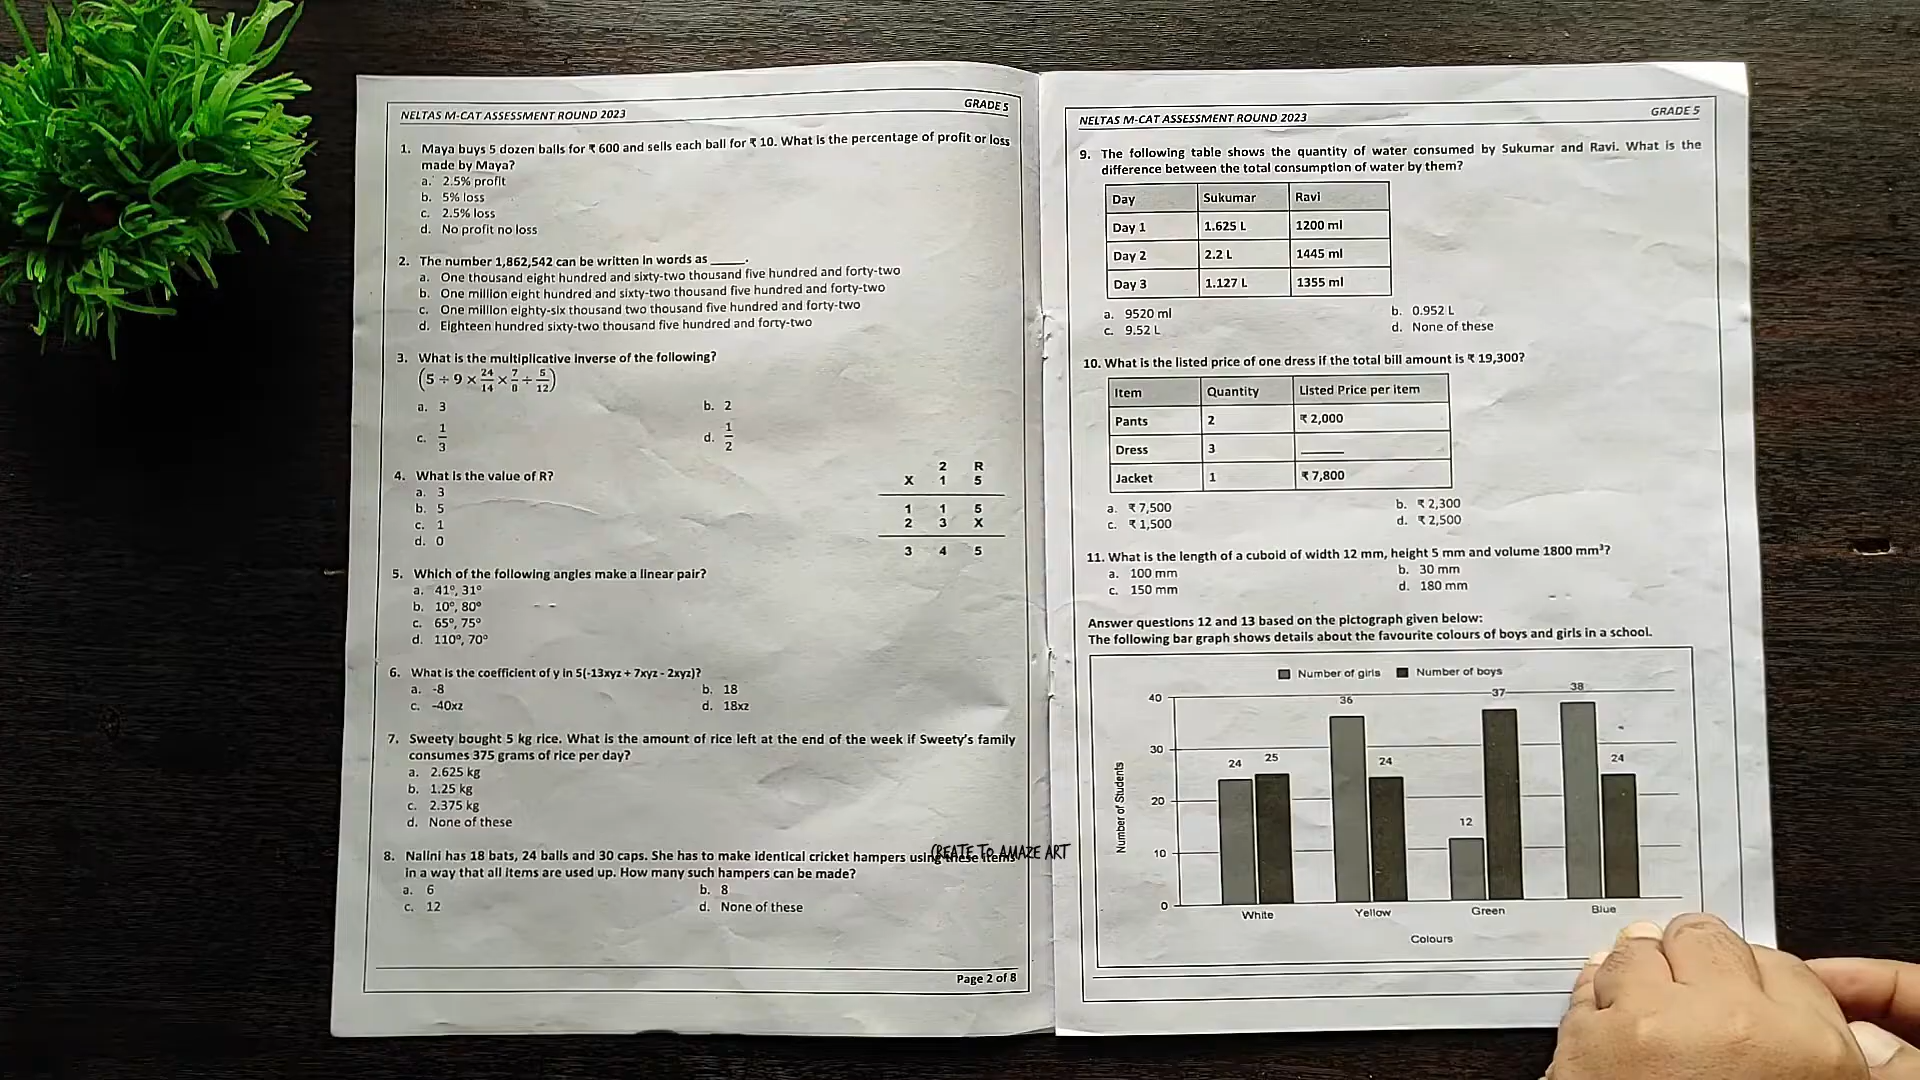 NELTAS M-CAT ASSESSMENT ROUND 2023
GRADE 5
1. Maya buys 5 dozen balls for ₹ 600 and sells each ball for ₹ 10. What is the percentage of profit or loss
made by Maya?
a. 2.5% profit
b. 5% loss
c. 2.5% loss
d. No profit no loss
2. The number 1,862,542 can be written in words as _____.
a. One thousand eight hundred and sixty-two thousand five hundred and forty-two
b. One million eight hundred and sixty-two thousand five hundred and forty-two
c. One million eighty-six thousand two thousand five hundred and forty-two
d. Eighteen hundred sixty-two thousand five hundred and forty-two
3. What is the multiplicative inverse of the following?
(5 ÷ 9 × 24/14 × 7/8 ÷ 5/12)
a. 3
b. 2
c. 1/3
d. 1/2
4. What is the value of R?
a. 3
b. 5
c. 1
d. 0
2 R
X 1 5
1 1 5
2 3 X
3 4 5
5. Which of the following angles make a linear pair?
a. 41°, 31°
b. 10°, 80°
c. 65°, 75°
d. 110°, 70°
6. What is the coefficient of y in 5(-13xyz + 7xyz - 2xyz)?
a. -8
b. 18
c. -40xz
d. 18xz
7. Sweety bought 5 kg rice. What is the amount of rice left at the end of the week if Sweety's family
consumes 375 grams of rice per day?
a. 2.625 kg
b. 1.25 kg
c. 2.375 kg
d. None of these
8. Nalini has 18 bats, 24 balls and 30 caps. She has to make identical cricket hampers using these items
in a way that all items are used up. How many such hampers can be made?
a. 6
b. 8
c. 12
d. None of these
CREATE TO AMAZE ART
Page 2 of 8
NELTAS M-CAT ASSESSMENT ROUND 2023
GRADE 5
9. The following table shows the quantity of water consumed by Sukumar and Ravi. What is the
difference between the total consumption of water by them?
Day Sukumar Ravi
Day 1 1.625 L 1200 ml
Day 2 2.2 L 1445 ml
Day 3 1.127 L 1355 ml
a. 9520 ml
b. 0.952 L
c. 9.52 L
d. None of these
10. What is the listed price of one dress if the total bill amount is ₹ 19,300?
Item Quantity Listed Price per item
Pants 2 ₹ 2,000
Dress 3 ______
Jacket 1 ₹ 7,800
a. ₹ 7,500
b. ₹ 2,300
c. ₹ 1,500
d. ₹ 2,500
11. What is the length of a cuboid of width 12 mm, height 5 mm and volume 1800 mm³?
a. 100 mm
b. 30 mm
c. 150 mm
d. 180 mm
Answer questions 12 and 13 based on the pictograph given below:
The following bar graph shows details about the favourite colours of boys and girls in a school.
Number of girls Number of boys
40
30
20
10
0
Number of Students
24 25
36 24
12 37
38 24
White Yellow Green Blue
Colours